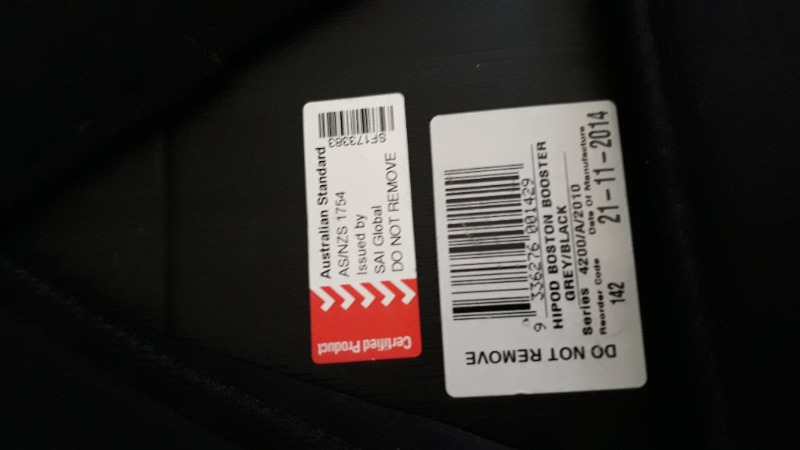 SF173383
Australian Standard
AS/NZS 1754
Issued by
SAI Global
DO NOT REMOVE
Certified Product
9 336276 001429
HIPOD BOSTON BOOSTER
GREY/BLACK
Series 4200/A/2010
Reorder Code Date Of Manufacture
142 21-11-2014
DO NOT REMOVE